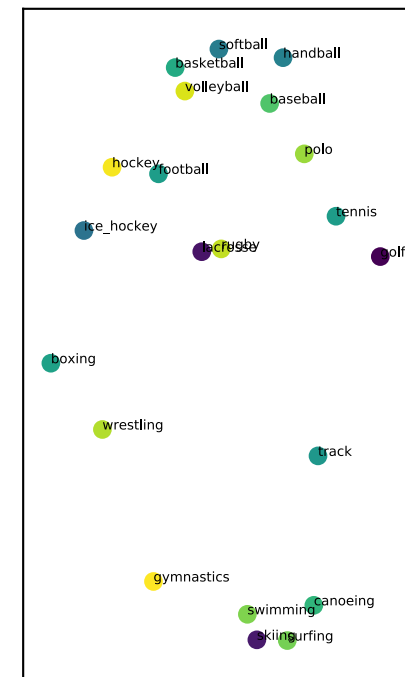 softball
handball
basketball
volleyball
baseball
polo
hockey
football
tennis
ice_hockey
rugby
lacrosse
golf
boxing
wrestling
track
gymnastics
canoeing
swimming
skiing
surfing